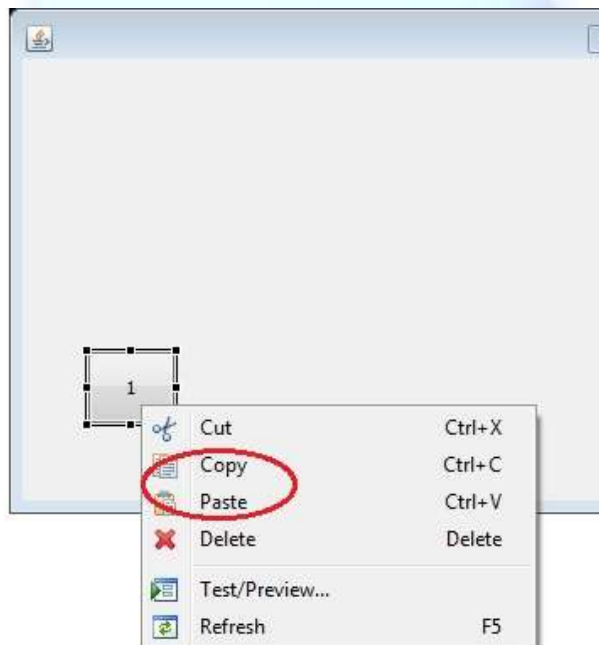 1
Cut Ctrl+X
Copy Ctrl+C
Paste Ctrl+V
Delete Delete
Test/Preview...
Refresh F5